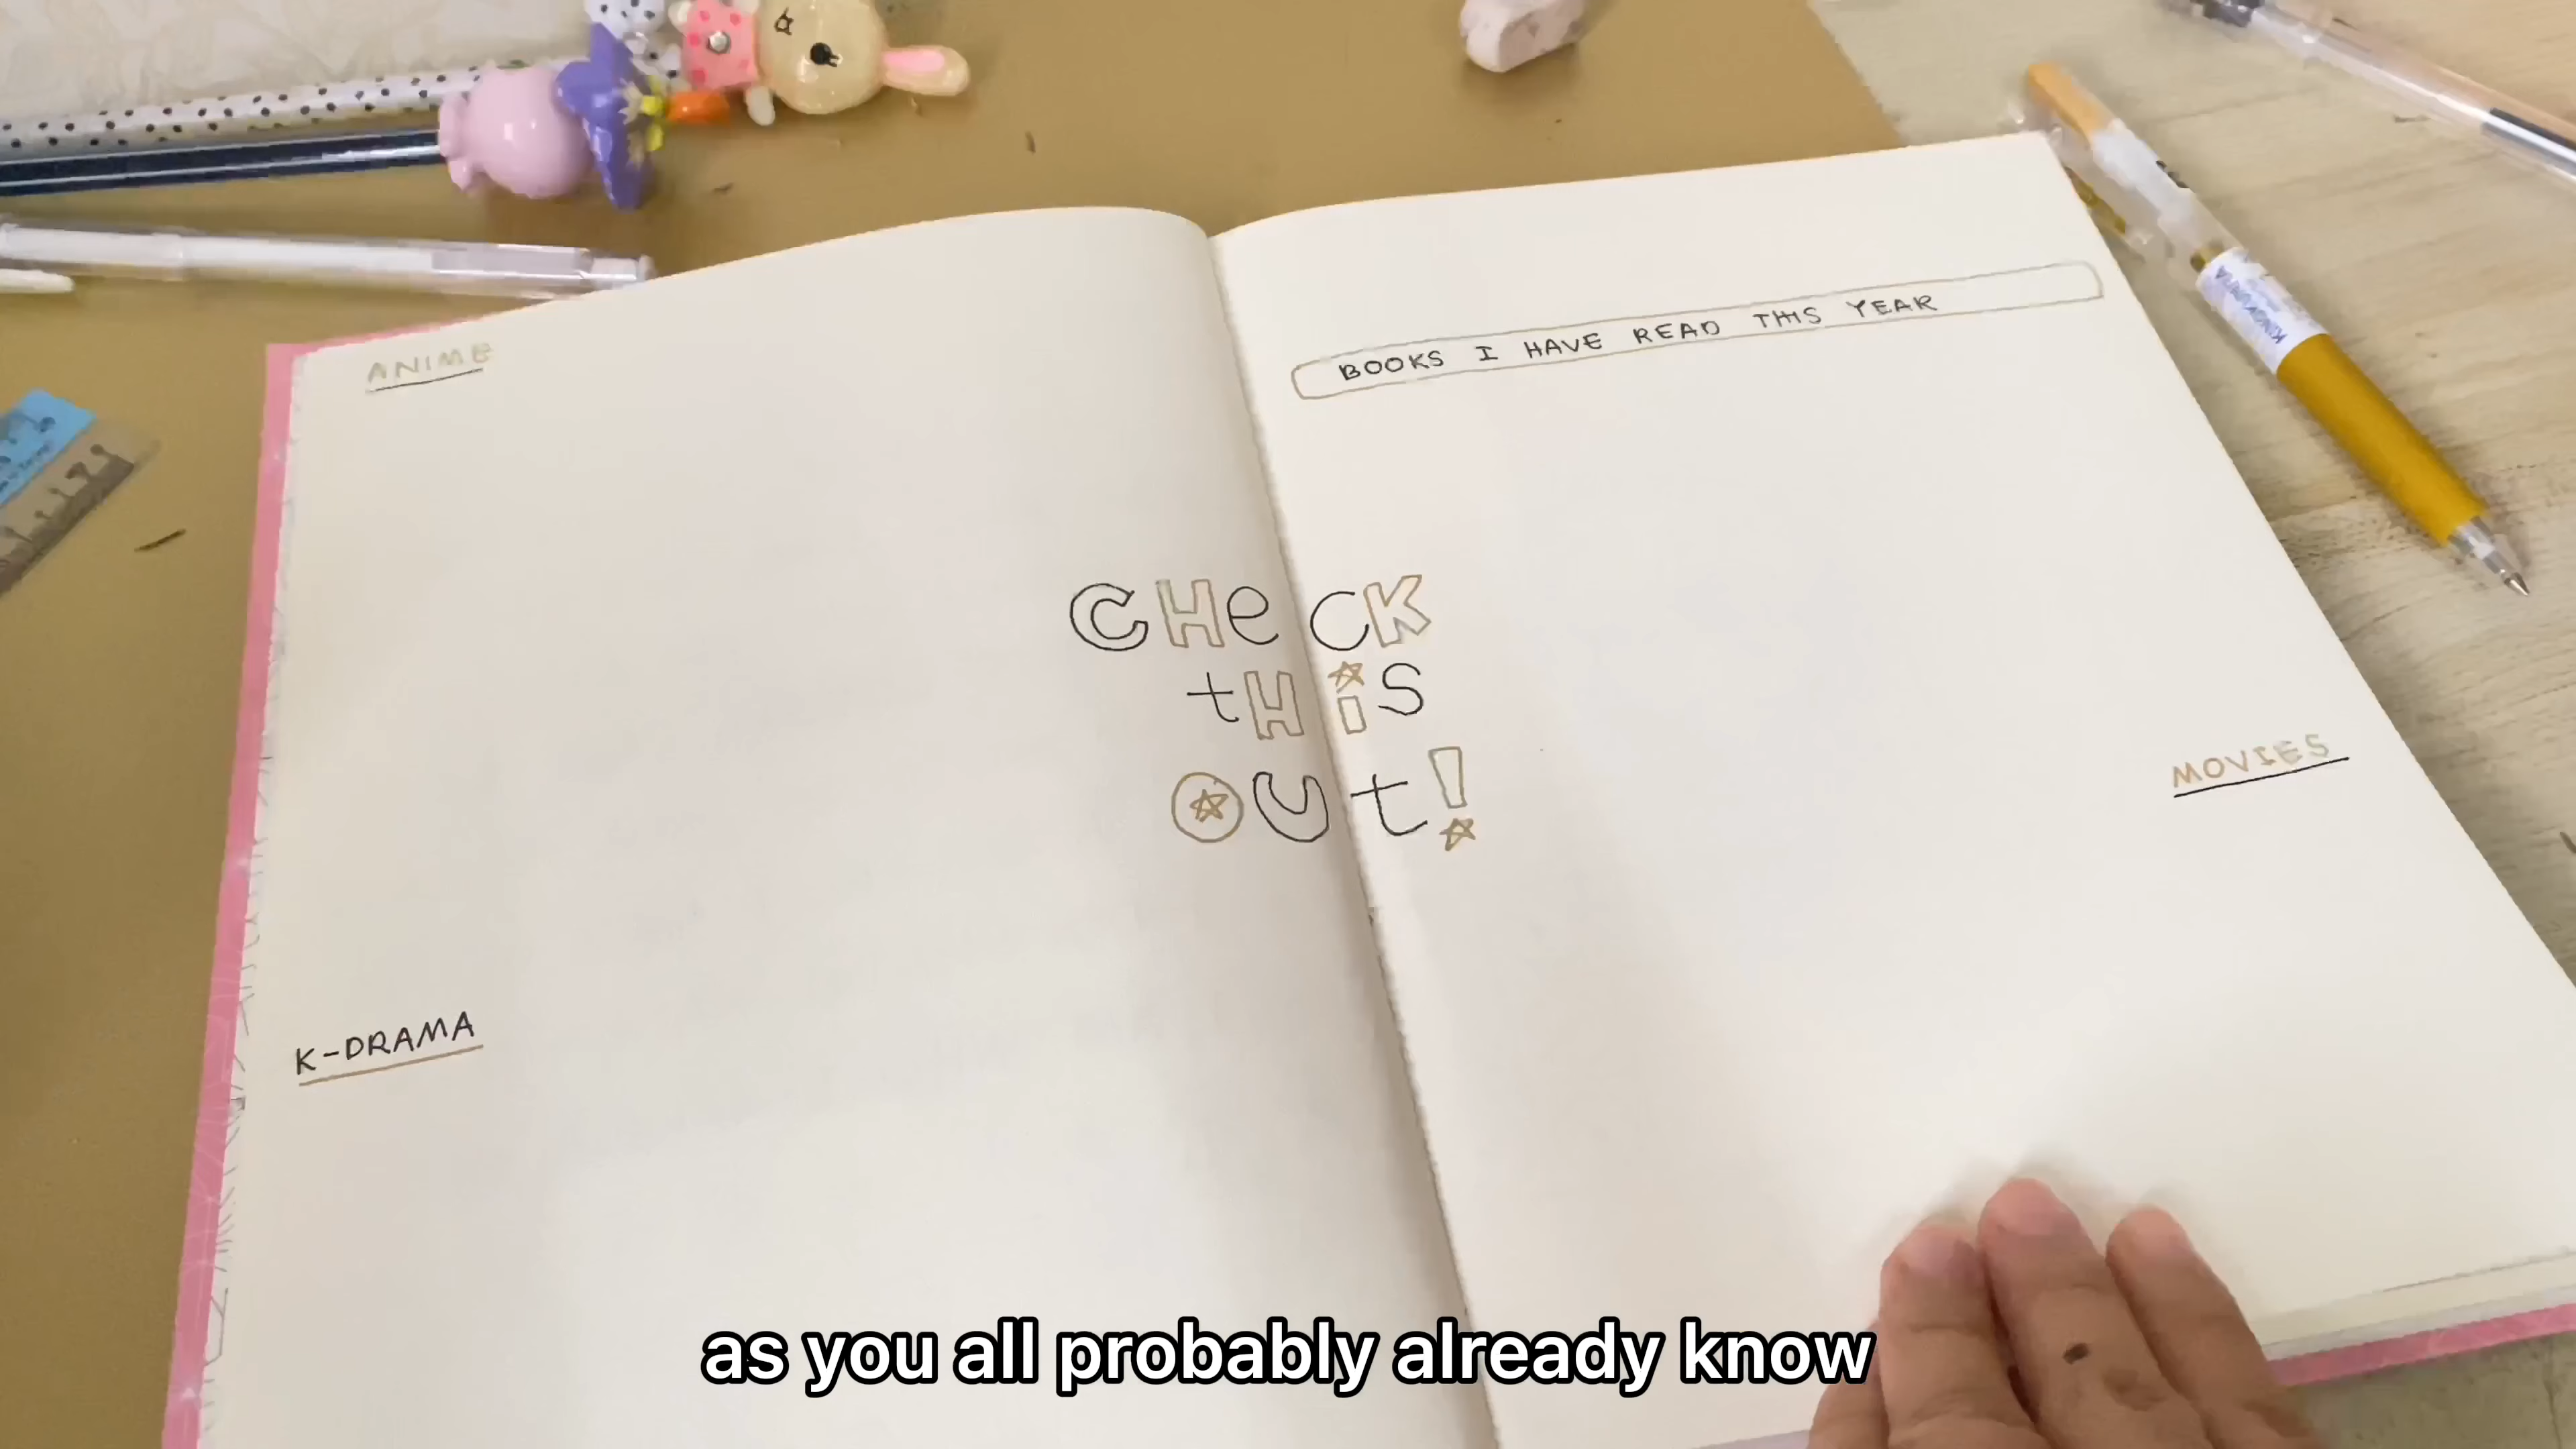 ANIME
BOOKS I HAVE READ THIS YEAR
CHeCK
tHiS
OUt!
MOVIES
K-DRAMA
as you all probably already know